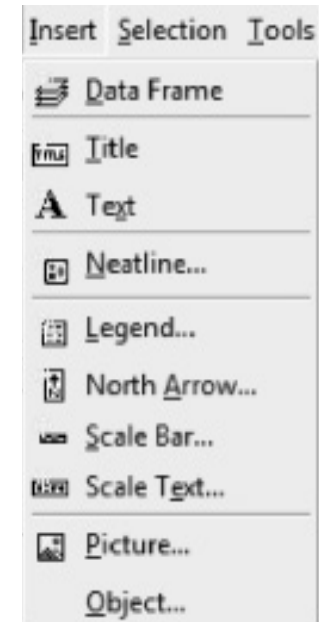 Insert Selection Tools
Data Frame
Title
Text
Neatline...
Legend...
North Arrow...
Scale Bar...
Scale Text...
Picture...
Object...